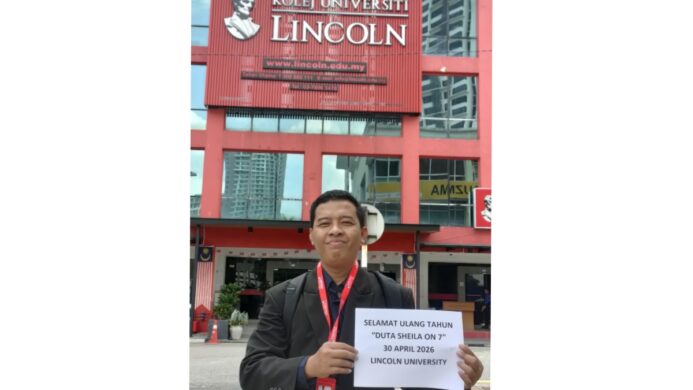 KOLEJ UNIVERSITI
LINCOLN
www.lincoln.edu.my
AMZU
SELAMAT ULANG TAHUN
"DUTA SHEILA ON 7"
30 APRIL 2026
LINCOLN UNIVERSITY